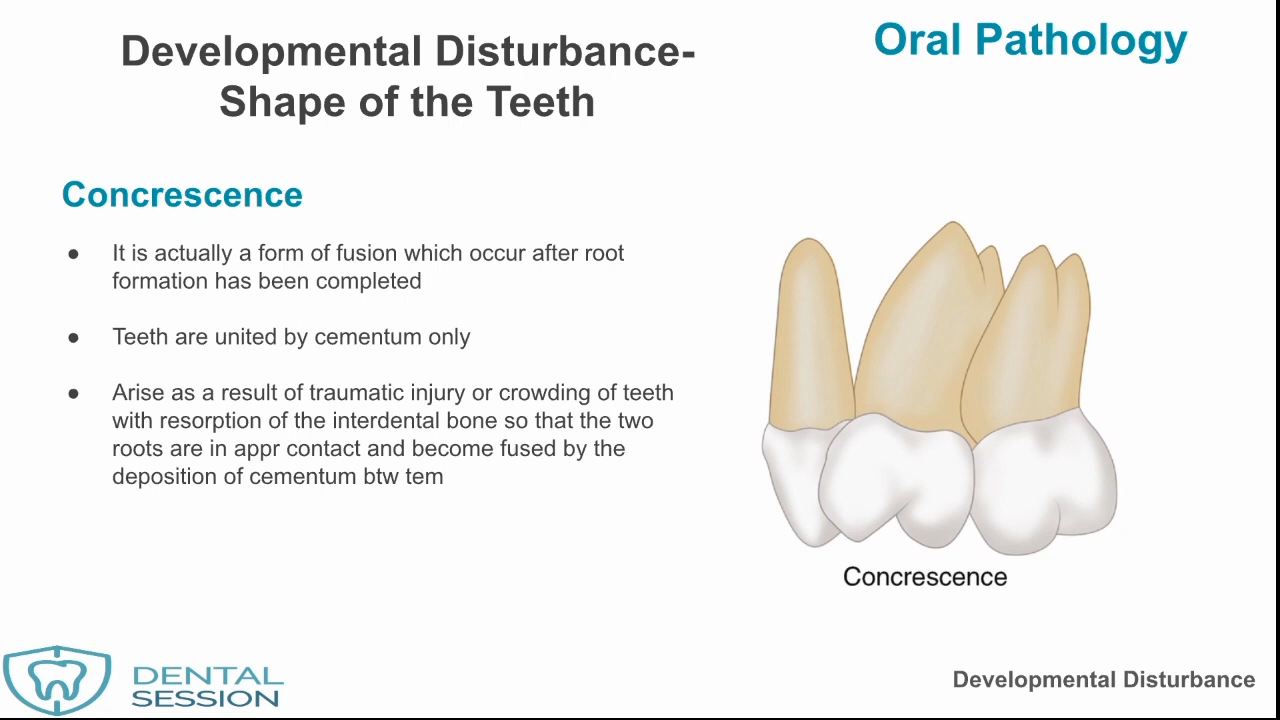 Developmental Disturbance-
Shape of the Teeth
Oral Pathology
Concrescence
● It is actually a form of fusion which occur after root
formation has been completed
● Teeth are united by cementum only
● Arise as a result of traumatic injury or crowding of teeth
with resorption of the interdental bone so that the two
roots are in appr contact and become fused by the
deposition of cementum btw tem
Concrescence
DENTAL
SESSION
Developmental Disturbance